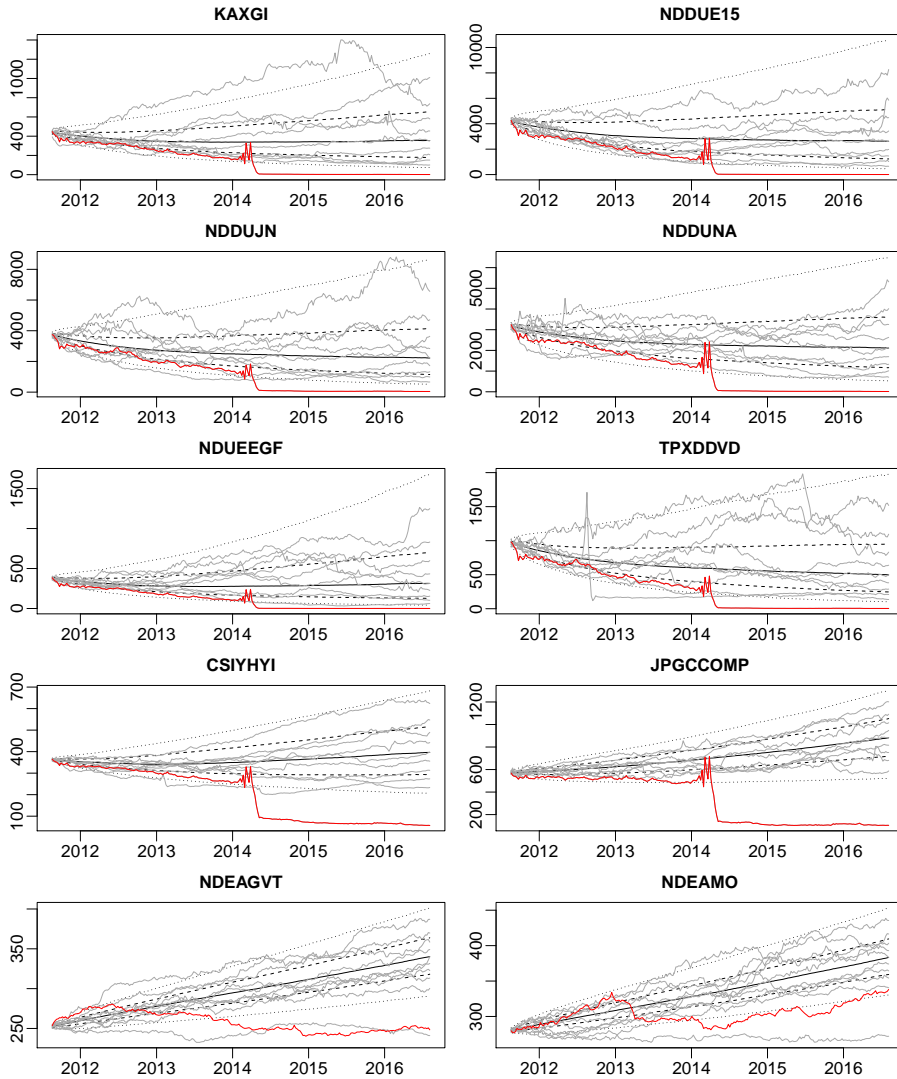 KAXGI
NDDUE15
0 400 1000
2012 2013 2014 2015 2016
0 4000 10000
2012 2013 2014 2015 2016
NDDUJN
NDDUNA
0 4000 8000
2012 2013 2014 2015 2016
0 2000 5000
2012 2013 2014 2015 2016
NDUEEGF
TPXDDVD
0 500 1500
2012 2013 2014 2015 2016
0 500 1500
2012 2013 2014 2015 2016
CSIYHYI
JPGCCOMP
100 400 700
2012 2013 2014 2015 2016
200 600 1200
2012 2013 2014 2015 2016
NDEAGVT
NDEAMO
250 350
2012 2013 2014 2015 2016
300 400
2012 2013 2014 2015 2016